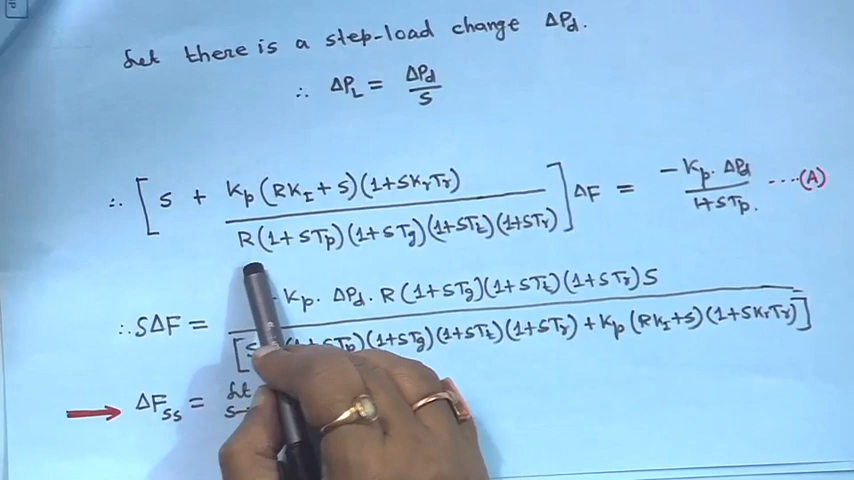 Let there is a step-load change ΔPd.
∴ ΔPL = ΔPd / S
∴ [ S + Kp(RKI+S)(1+SKrTr) / R(1+STp)(1+STg)(1+STt)(1+STr) ] ΔF = -Kp. ΔPd / 1+STp. ....(A)
∴ SΔF = - Kp. ΔPd. R(1+STg)(1+STt)(1+STr)S / [S (1+STp)(1+STg)(1+STt)(1+STr) + Kp(RKI+S)(1+SKrTr)]
ΔFss =